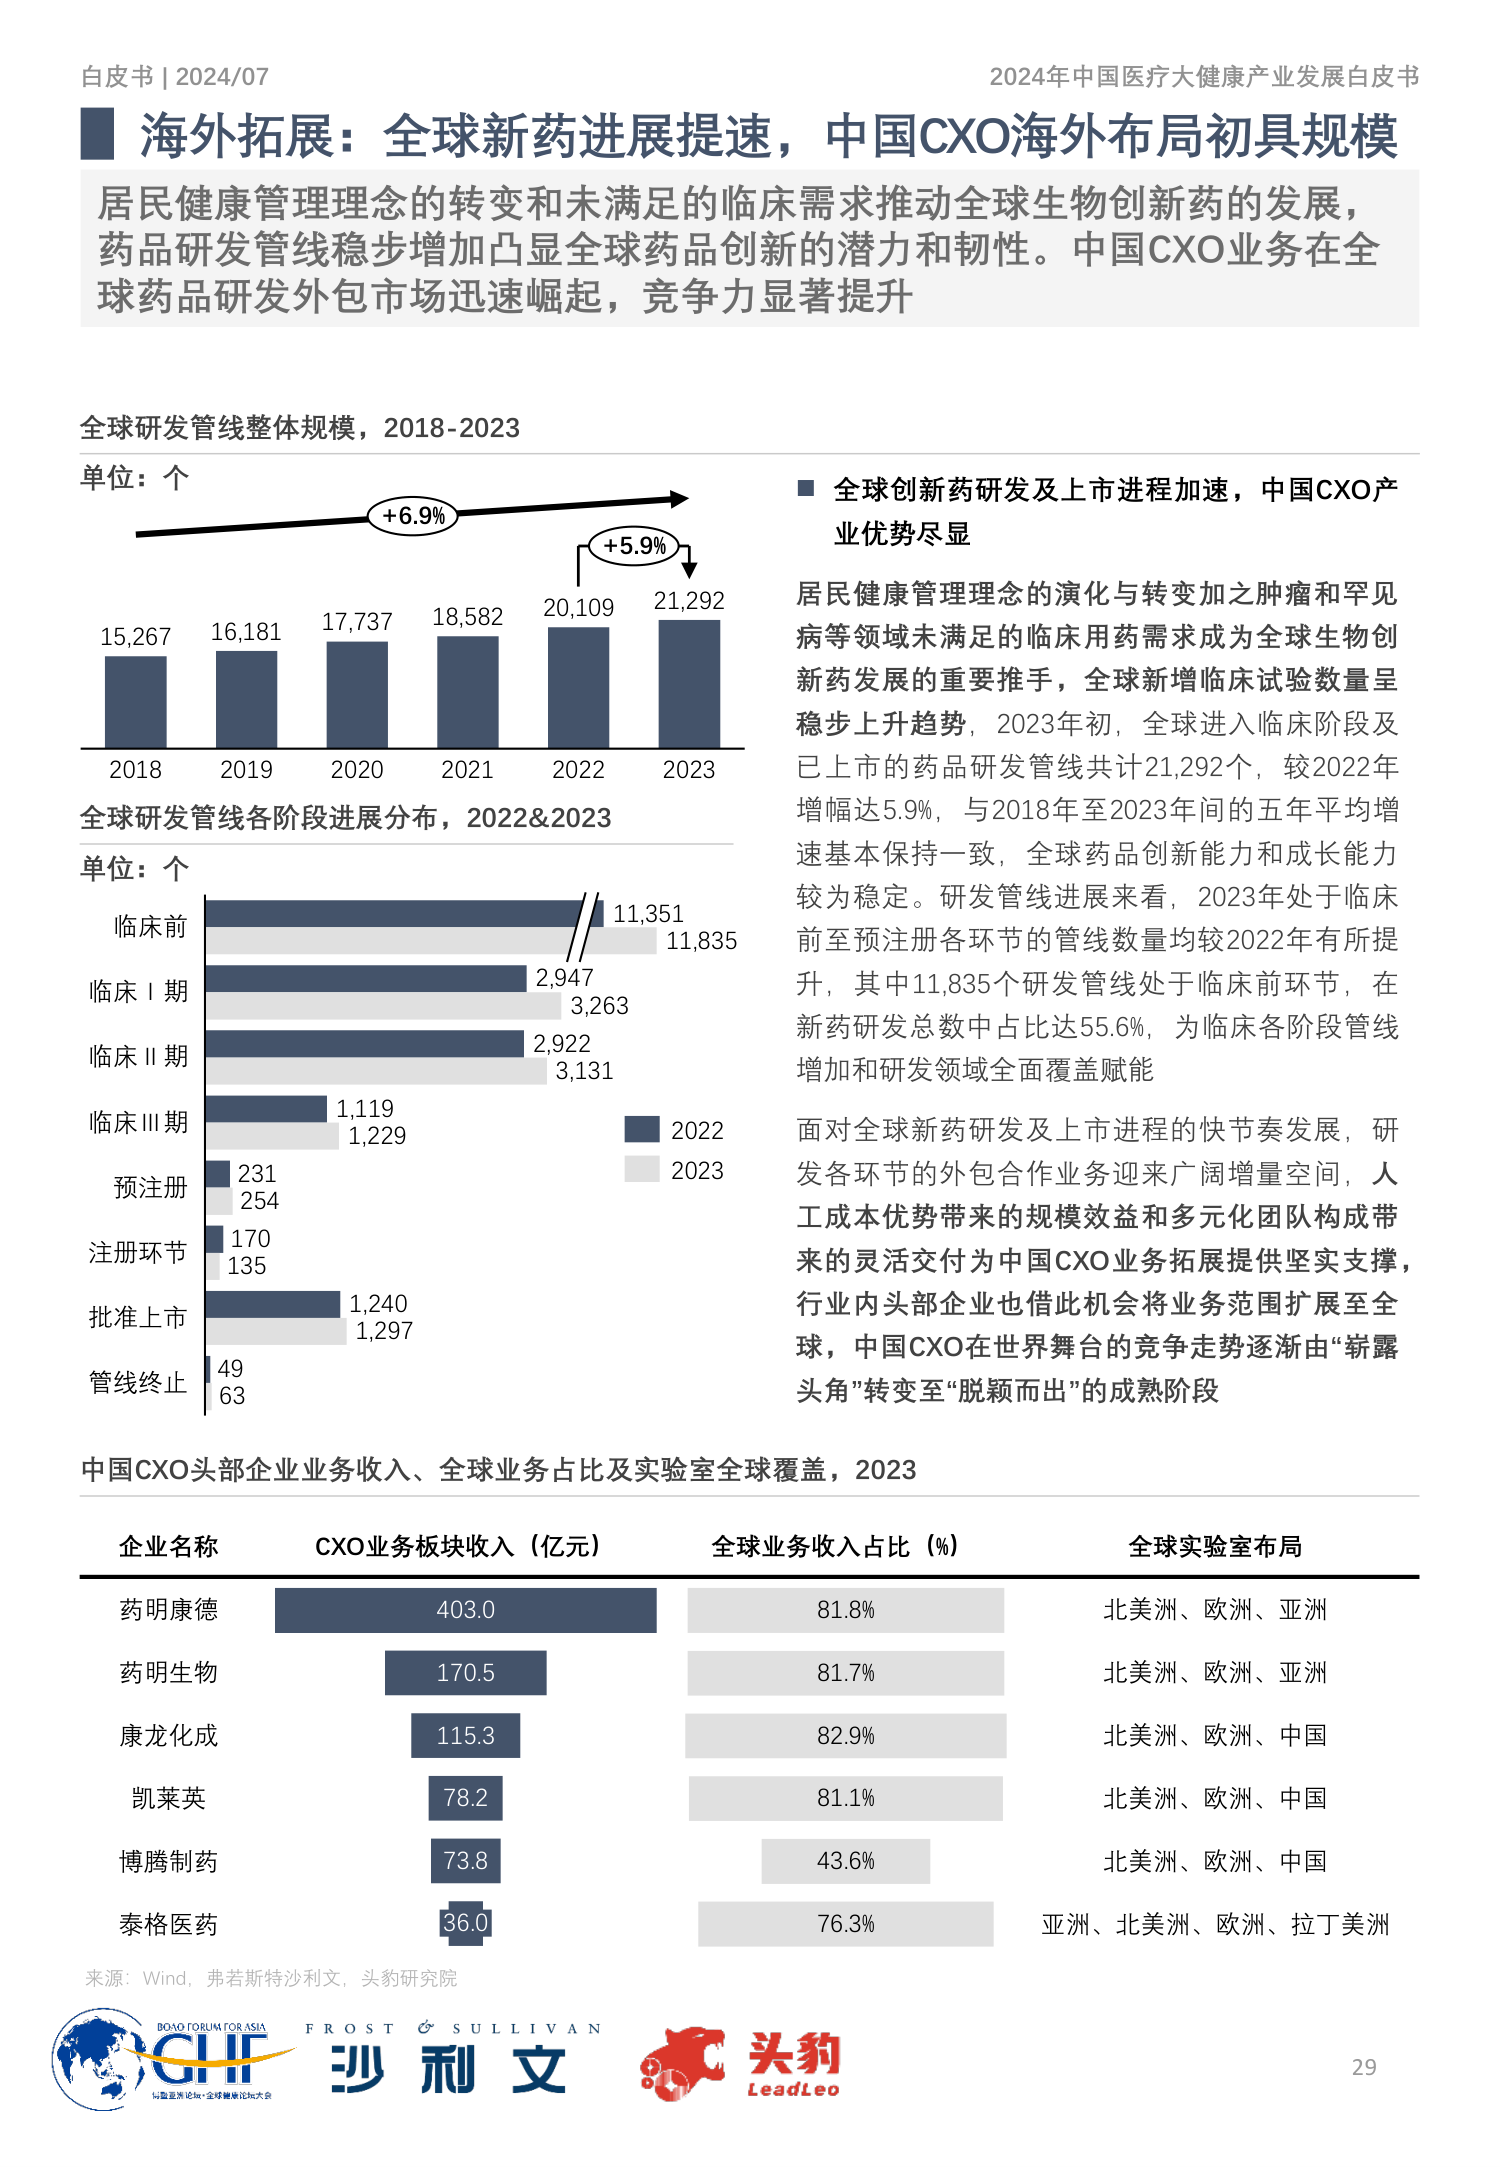 白皮书 | 2024/07
2024年中国医疗大健康产业发展白皮书
海外拓展：全球新药进展提速，中国CXO海外布局初具规模
居民健康管理理念的转变和未满足的临床需求推动全球生物创新药的发展，
药品研发管线稳步增加凸显全球药品创新的潜力和韧性。中国CXO业务在全
球药品研发外包市场迅速崛起，竞争力显著提升
全球研发管线整体规模，2018-2023
单位：个
+6.9%
+5.9%
15,267
16,181
17,737
18,582
20,109
21,292
2018
2019
2020
2021
2022
2023
全球研发管线各阶段进展分布，2022&2023
单位：个
临床前
11,351
11,835
临床Ⅰ期
2,947
3,263
临床Ⅱ期
2,922
3,131
临床Ⅲ期
1,119
1,229
预注册
231
254
注册环节
170
135
批准上市
1,240
1,297
管线终止
49
63
2022
2023
全球创新药研发及上市进程加速，中国CXO产
业优势尽显
居民健康管理理念的演化与转变加之肿瘤和罕见
病等领域未满足的临床用药需求成为全球生物创
新药发展的重要推手，全球新增临床试验数量呈
稳步上升趋势，2023年初，全球进入临床阶段及
已上市的药品研发管线共计21,292个，较2022年
增幅达5.9%，与2018年至2023年间的五年平均增
速基本保持一致，全球药品创新能力和成长能力
较为稳定。研发管线进展来看，2023年处于临床
前至预注册各环节的管线数量均较2022年有所提
升，其中11,835个研发管线处于临床前环节，在
新药研发总数中占比达55.6%，为临床各阶段管线
增加和研发领域全面覆盖赋能
面对全球新药研发及上市进程的快节奏发展，研
发各环节的外包合作业务迎来广阔增量空间，人
工成本优势带来的规模效益和多元化团队构成带
来的灵活交付为中国CXO业务拓展提供坚实支撑，
行业内头部企业也借此机会将业务范围扩展至全
球，中国CXO在世界舞台的竞争走势逐渐由“崭露
头角”转变至“脱颖而出”的成熟阶段
中国CXO头部企业业务收入、全球业务占比及实验室全球覆盖，2023
企业名称 CXO业务板块收入（亿元） 全球业务收入占比（%） 全球实验室布局
药明康德 403.0 81.8% 北美洲、欧洲、亚洲
药明生物 170.5 81.7% 北美洲、欧洲、亚洲
康龙化成 115.3 82.9% 北美洲、欧洲、中国
凯莱英 78.2 81.1% 北美洲、欧洲、中国
博腾制药 73.8 43.6% 北美洲、欧洲、中国
泰格医药 36.0 76.3% 亚洲、北美洲、欧洲、拉丁美洲
来源：Wind，弗若斯特沙利文，头豹研究院
BOAO FORUM FOR ASIA
GHF
博鳌亚洲论坛·全球健康论坛大会
FROST & SULLIVAN
沙利文
头豹
LeadLeo
29